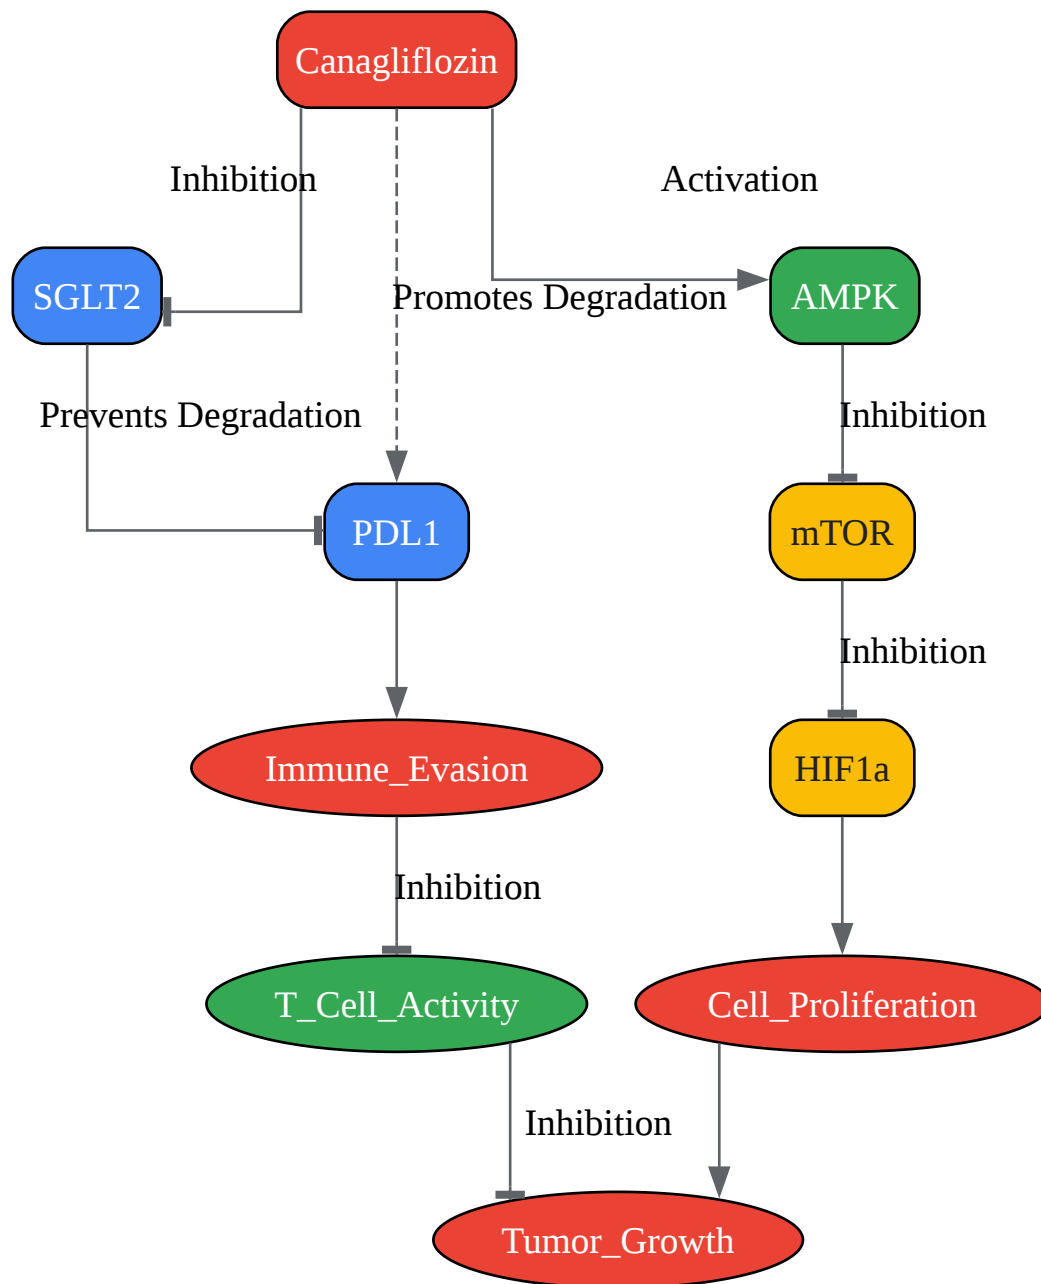 Canagliflozin
Inhibition
Activation
SGLT2
Promotes Degradation
AMPK
Prevents Degradation
Inhibition
PDL1
mTOR
Inhibition
Immune_Evasion
HIF1a
Inhibition
T_Cell_Activity
Cell_Proliferation
Inhibition
Tumor_Growth